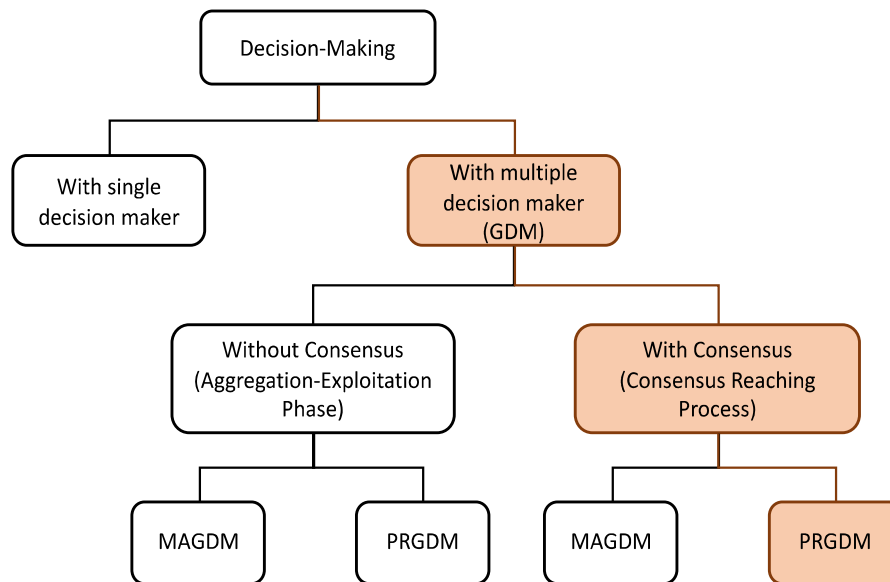 Decision-Making
With single
decision maker
With multiple
decision maker
(GDM)
Without Consensus
(Aggregation-Exploitation
Phase)
With Consensus
(Consensus Reaching
Process)
MAGDM
PRGDM
MAGDM
PRGDM